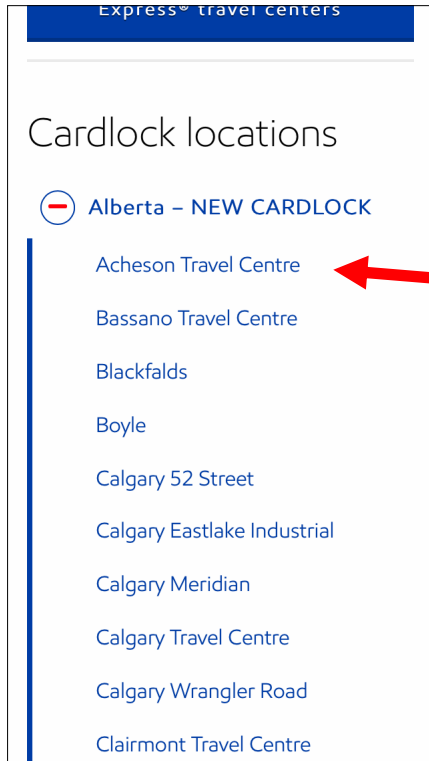 Express® travel centers
Cardlock locations
Alberta – NEW CARDLOCK
Acheson Travel Centre
Bassano Travel Centre
Blackfalds
Boyle
Calgary 52 Street
Calgary Eastlake Industrial
Calgary Meridian
Calgary Travel Centre
Calgary Wrangler Road
Clairmont Travel Centre